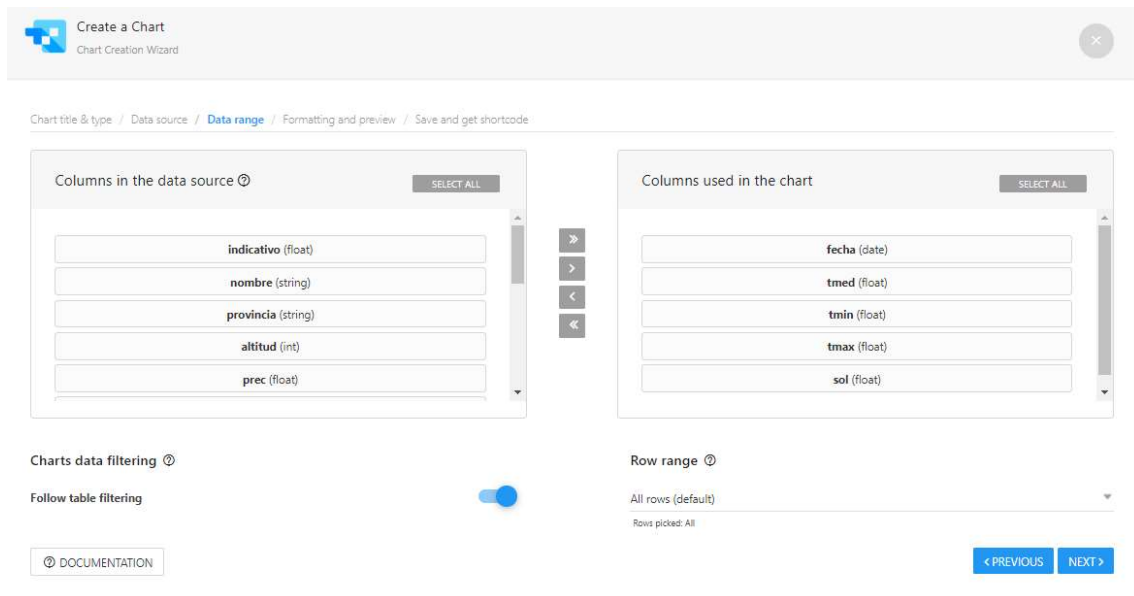 Create a Chart
Chart Creation Wizard
Chart title & type / Data source / Data range / Formatting and preview / Save and get shortcode
Columns in the data source
SELECT ALL
indicativo (float)
nombre (string)
provincia (string)
altitud (int)
prec (float)
Columns used in the chart
SELECT ALL
fecha (date)
tmed (float)
tmin (float)
tmax (float)
sol (float)
Charts data filtering
Follow table filtering
Row range
All rows (default)
Rows picked: All
DOCUMENTATION
< PREVIOUS
NEXT >